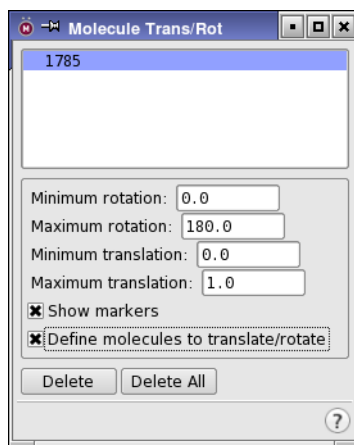 Molecule Trans/Rot
1785
Minimum rotation: 0.0
Maximum rotation: 180.0
Minimum translation: 0.0
Maximum translation: 1.0
Show markers
Define molecules to translate/rotate
Delete Delete All
?